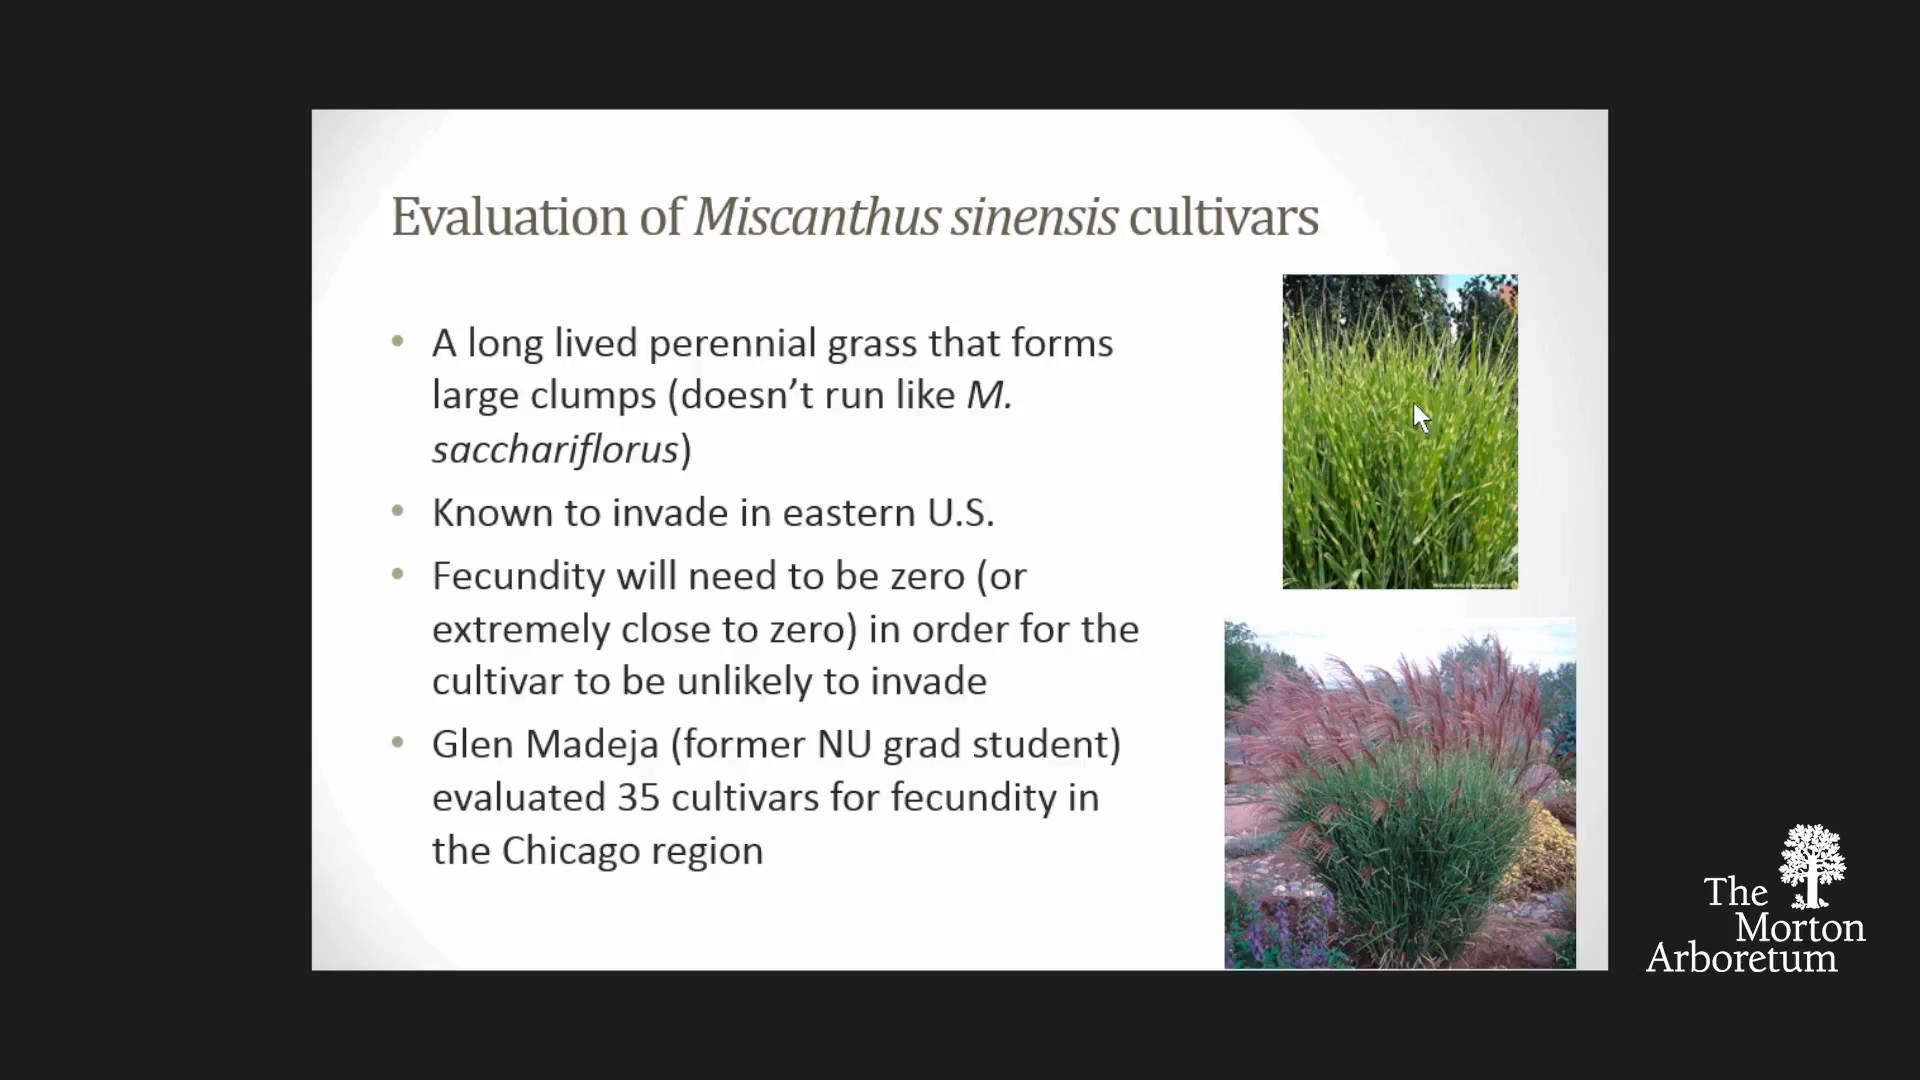 Evaluation of Miscanthus sinensis cultivars
• A long lived perennial grass that forms
large clumps (doesn't run like M.
sacchariflorus)
• Known to invade in eastern U.S.
• Fecundity will need to be zero (or
extremely close to zero) in order for the
cultivar to be unlikely to invade
• Glen Madeja (former NU grad student)
evaluated 35 cultivars for fecundity in
the Chicago region
The
Morton
Arboretum